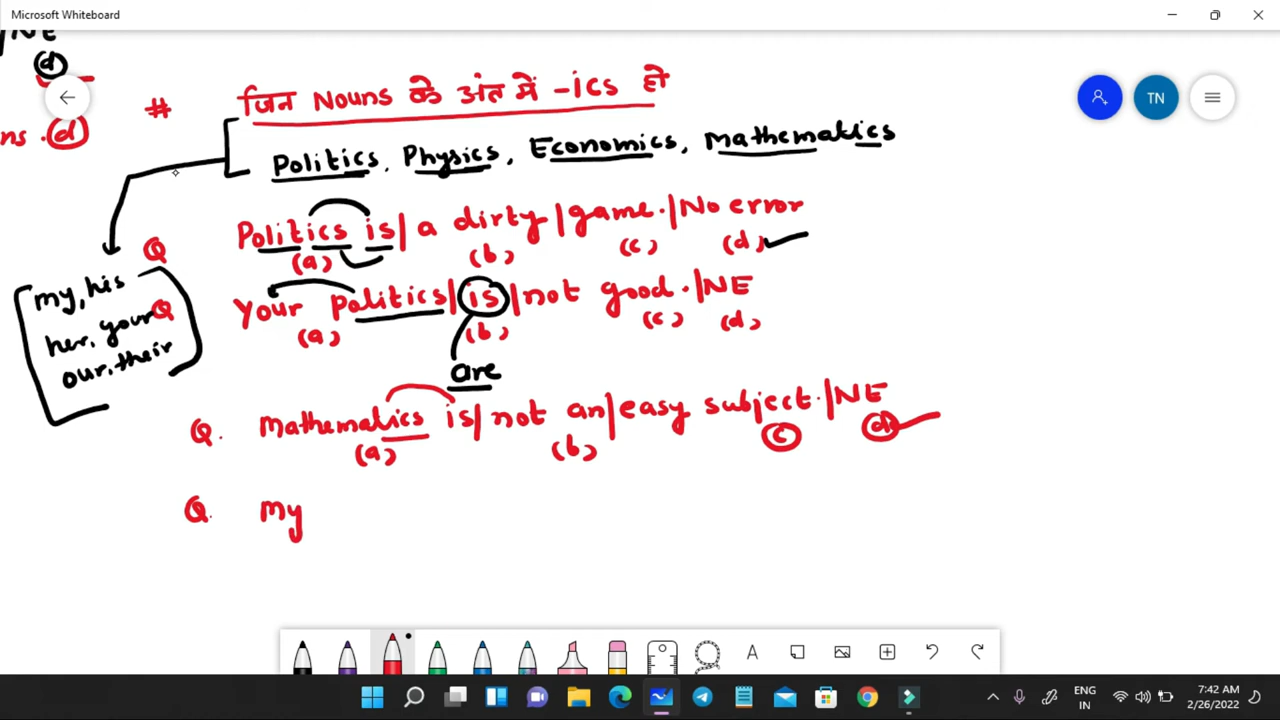 Microsoft Whiteboard
/NE
(d)
ns . (d)
# जिन Nouns के अंत में -ics हो
TN
Politics, Physics, Economics, Mathematics
Q Politics is/ a dirty/ game./ No error
(a) (b) (c) (d)
my, his
her, your
our, their
Q Your politics/ is/ not good./ NE
(a) (b) (c) (d)
are
Q. Mathematics is/ not an/ easy subject./ NE
(a) (b) (c) (d)
Q. my
ENG
IN
7:42 AM
2/26/2022